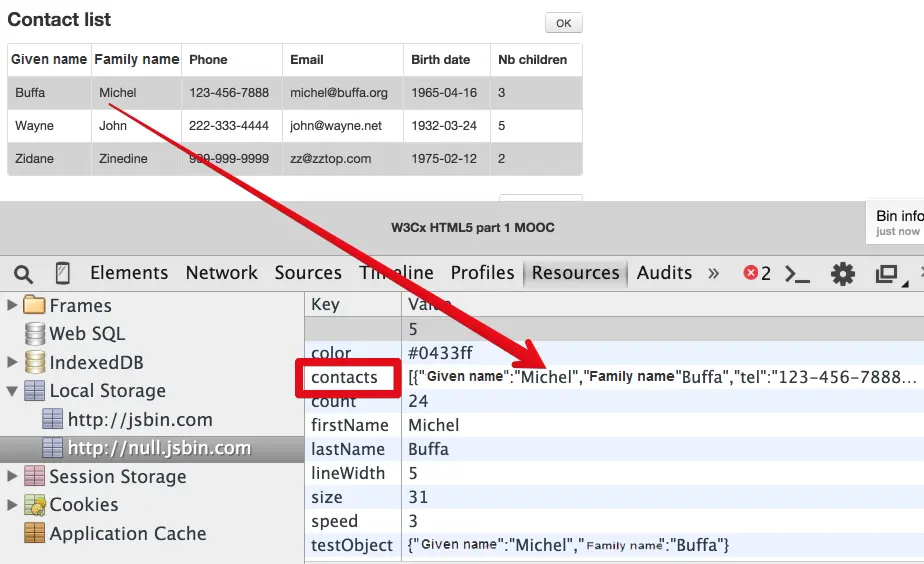 Contact list
OK
Given name Family name Phone Email Birth date Nb children
Buffa Michel 123-456-7888 michel@buffa.org 1965-04-16 3
Wayne John 222-333-4444 john@wayne.net 1932-03-24 5
Zidane Zinedine 999-999-9999 zz@zztop.com 1975-02-12 2
W3Cx HTML5 part 1 MOOC
Bin info
just now
Elements Network Sources Timeline Profiles Resources Audits » 2
Frames
Web SQL
IndexedDB
Local Storage
http://jsbin.com
http://null.jsbin.com
Session Storage
Cookies
Application Cache
Key Value
5
color #0433ff
contacts [{"Given name":"Michel","Family name"Buffa","tel":"123-456-7888...
count 24
firstName Michel
lastName Buffa
lineWidth 5
size 31
speed 3
testObject {"Given name":"Michel","Family name":"Buffa"}